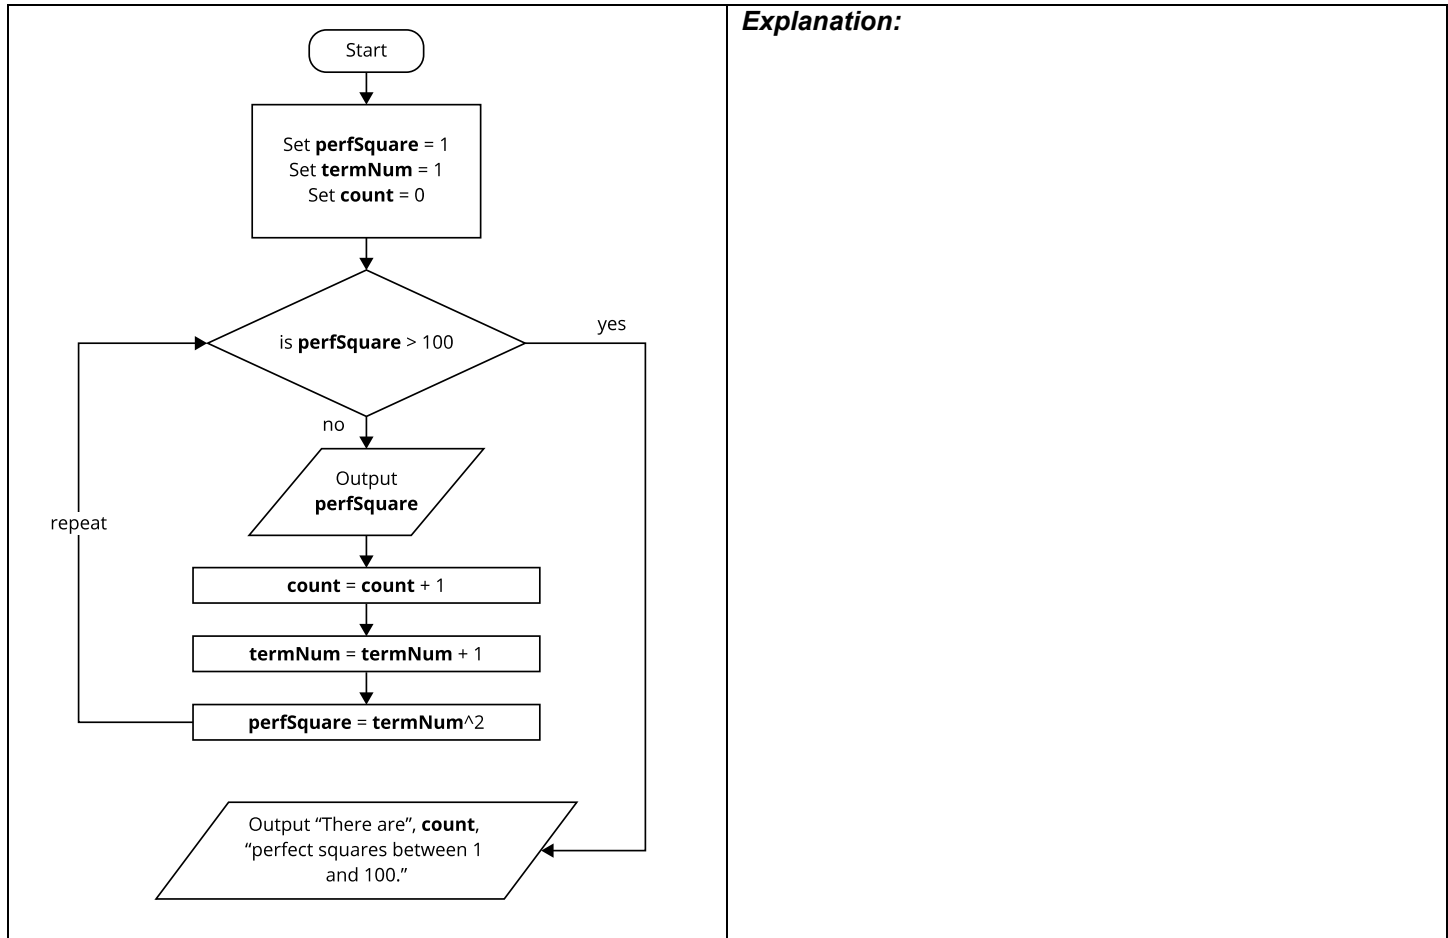 Explanation:
Start
Set perfSquare = 1
Set termNum = 1
Set count = 0
is perfSquare > 100
yes
no
Output
perfSquare
repeat
count = count + 1
termNum = termNum + 1
perfSquare = termNum^2
Output “There are”, count,
“perfect squares between 1
and 100.”